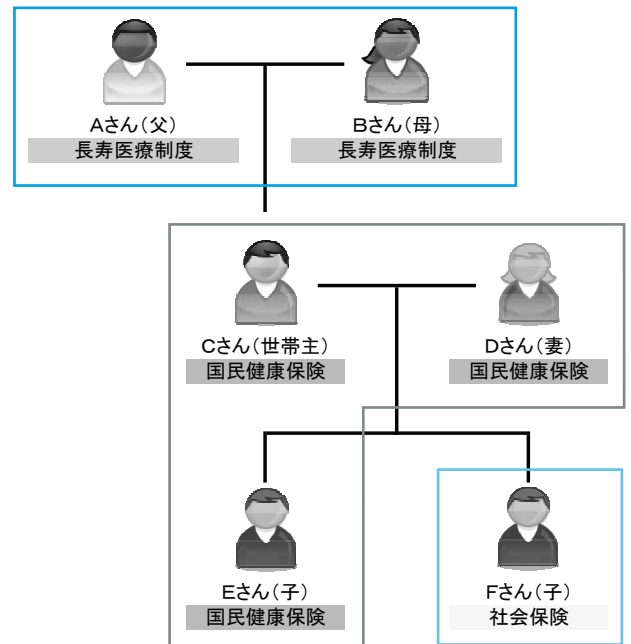 Aさん（父）
長寿医療制度
Bさん（母）
長寿医療制度
Cさん（世帯主）
国民健康保険
Dさん（妻）
国民健康保険
Eさん（子）
国民健康保険
Fさん（子）
社会保険